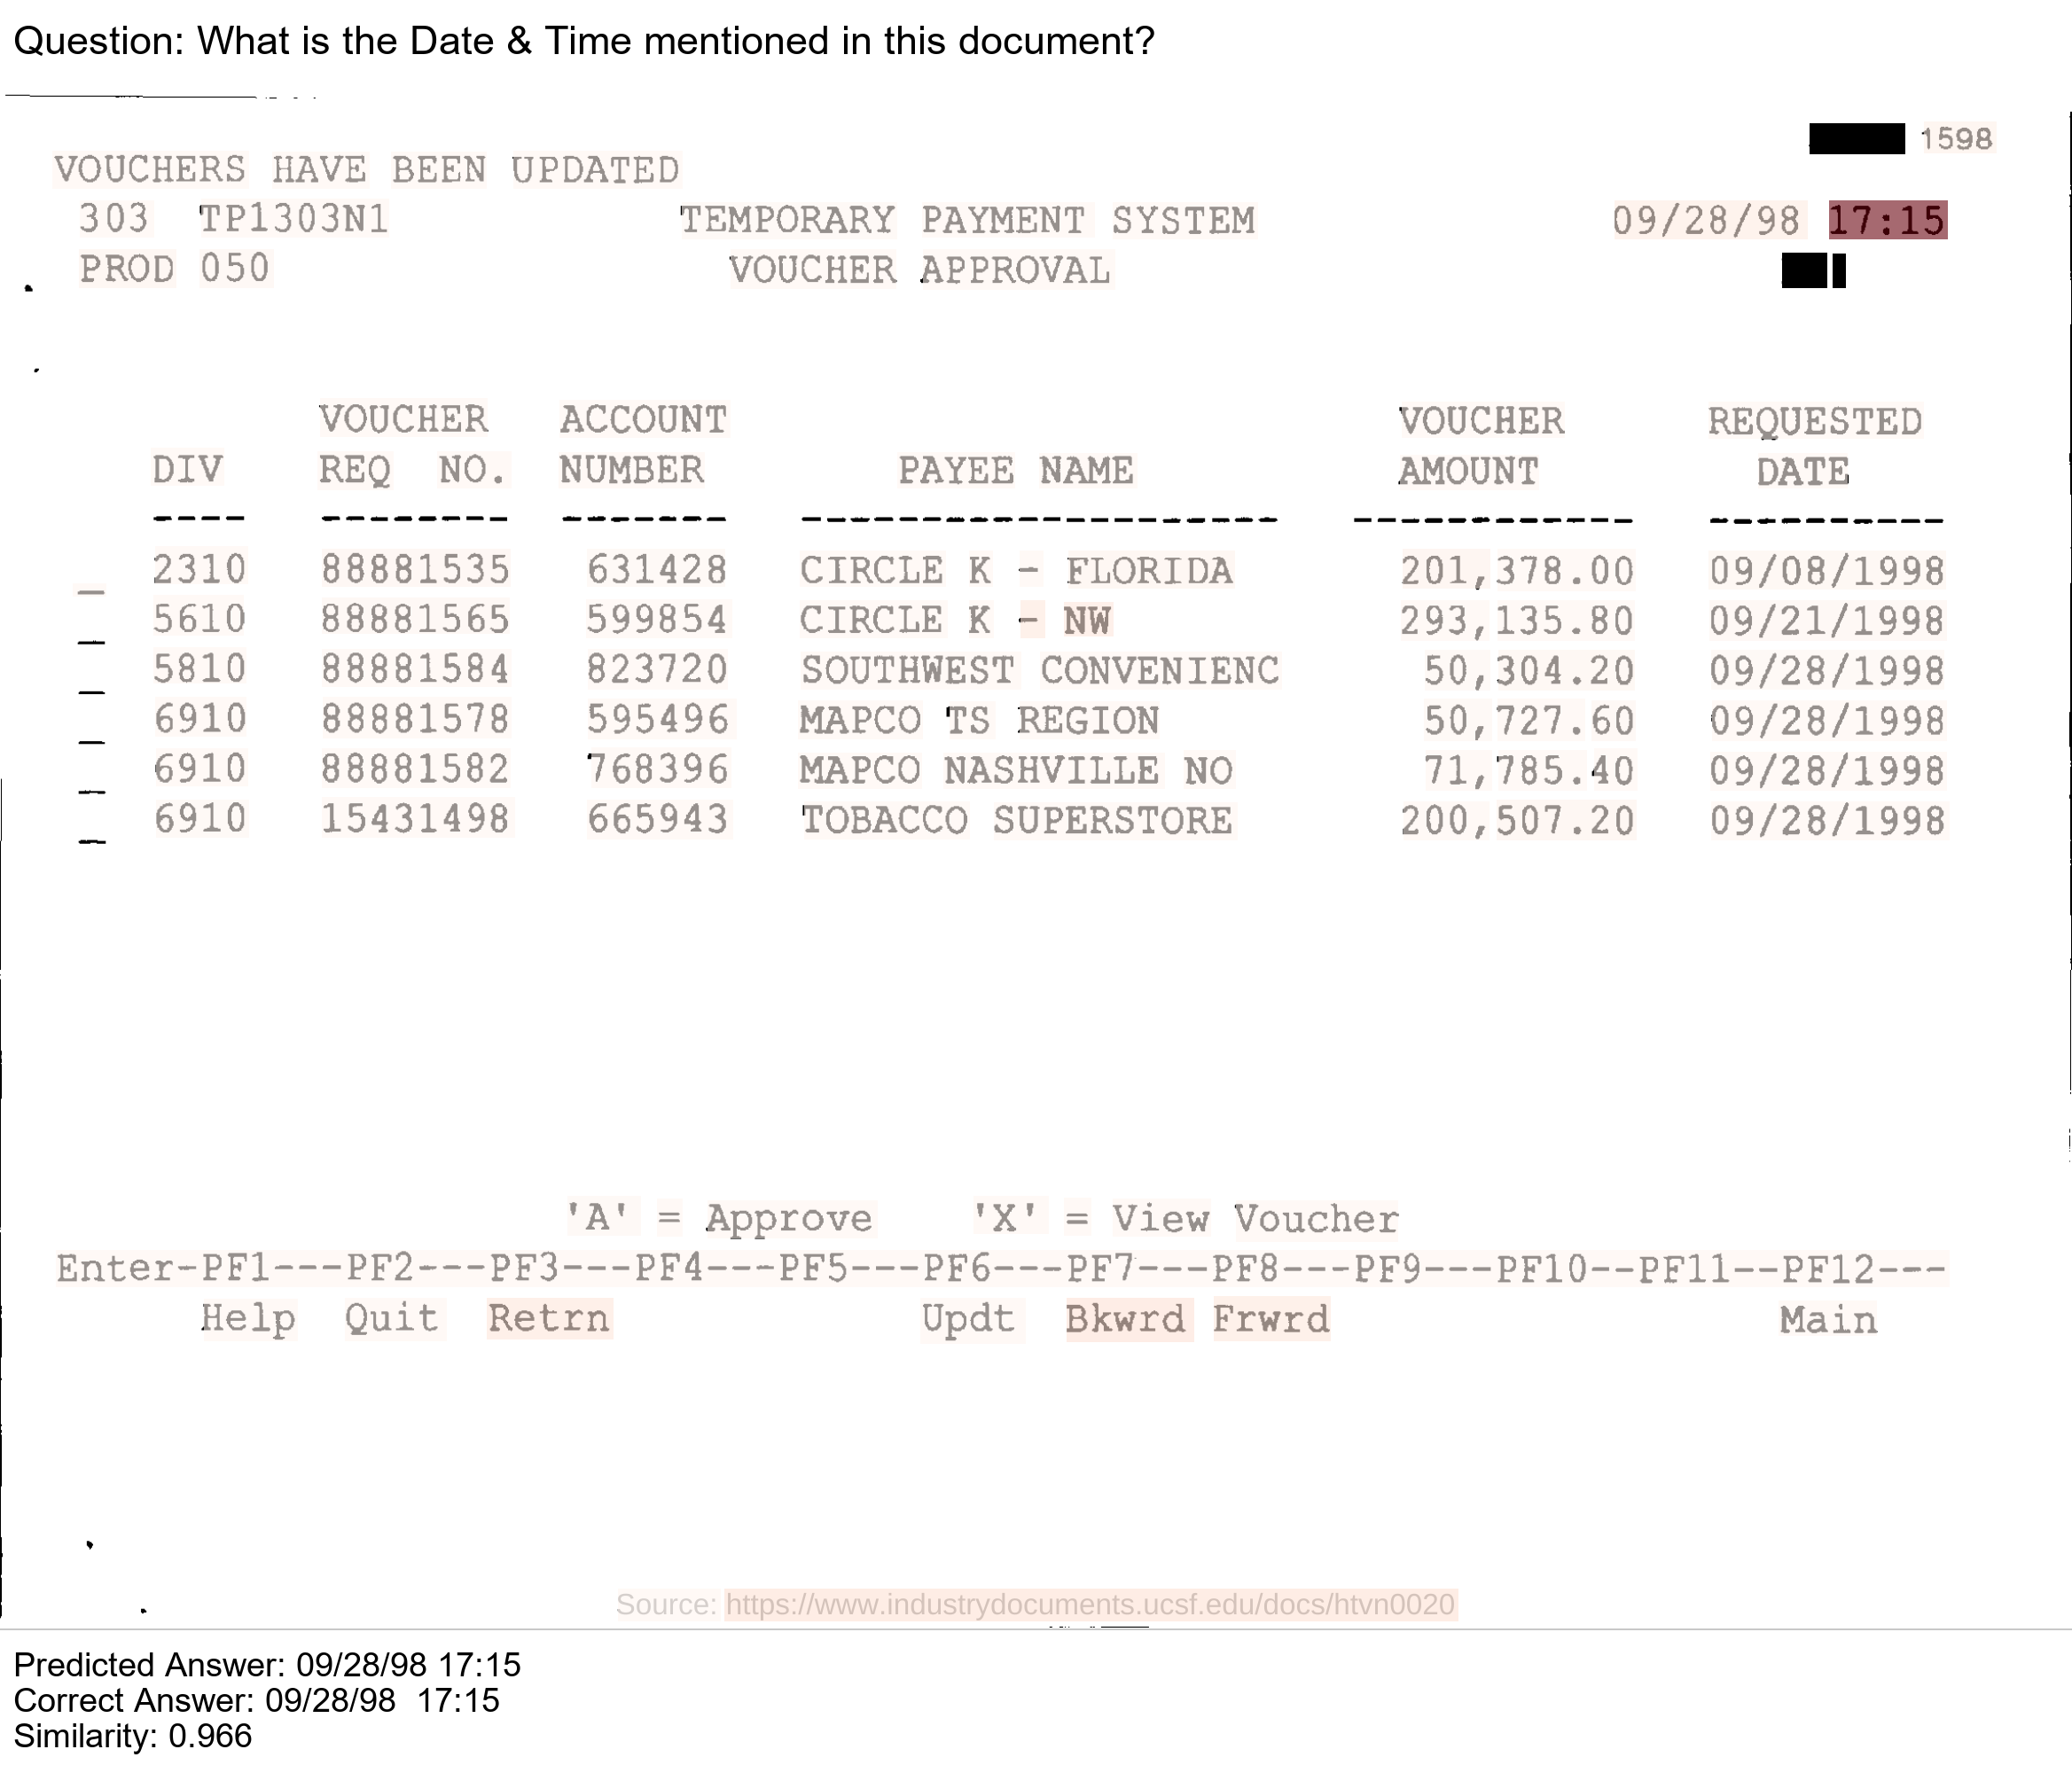 Question: What is the Date & Time mentioned in this document?
1598
VOUCHERS HAVE BEEN UPDATED
303 TP1303N1 TEMPORARY PAYMENT SYSTEM 09/28/98 17:15
PROD 050 VOUCHER APPROVAL
VOUCHER ACCOUNT VOUCHER REQUESTED
DIV REQ NO. NUMBER PAYEE NAME AMOUNT DATE
---- -------- ------- -------------------- ------------ ----------
_ 2310 88881535 631428 CIRCLE K - FLORIDA 201,378.00 09/08/1998
_ 5610 88881565 599854 CIRCLE K - NW 293,135.80 09/21/1998
_ 5810 88881584 823720 SOUTHWEST CONVENIENC 50,304.20 09/28/1998
_ 6910 88881578 595496 MAPCO TS REGION 50,727.60 09/28/1998
_ 6910 88881582 768396 MAPCO NASHVILLE NO 71,785.40 09/28/1998
_ 6910 15431498 665943 TOBACCO SUPERSTORE 200,507.20 09/28/1998
'A' = Approve 'X' = View Voucher
Enter-PF1---PF2---PF3---PF4---PF5---PF6---PF7---PF8---PF9---PF10--PF11--PF12---
Help Quit Retrn Updt Bkwrd Frwrd Main
Source: https://www.industrydocuments.ucsf.edu/docs/htvn0020
Predicted Answer: 09/28/98 17:15
Correct Answer: 09/28/98  17:15
Similarity: 0.966